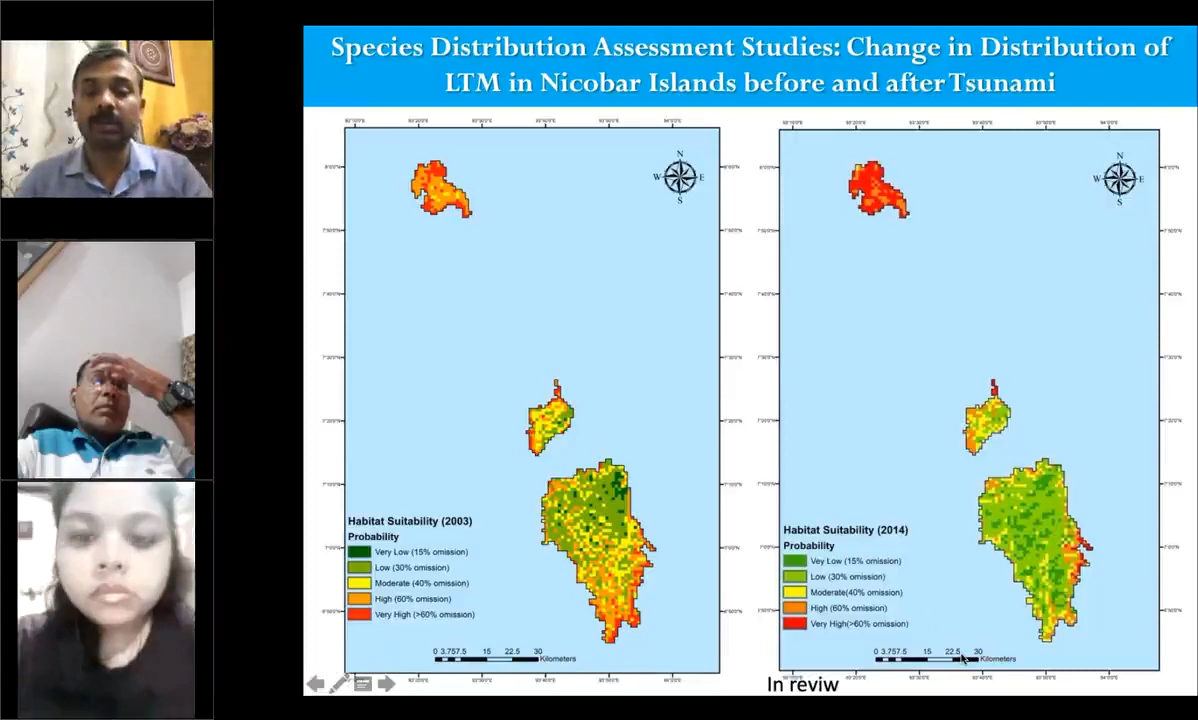 Species Distribution Assessment Studies: Change in Distribution of
LTM in Nicobar Islands before and after Tsunami
N
W E
S
Habitat Suitability (2003)
Probability
Very Low (15% omission)
Low (30% omission)
Moderate (40% omission)
High (60% omission)
Very High (>60% omission)
0 3.757.5 15 22.5 30
Kilometers
N
W E
S
Habitat Suitability (2014)
Probability
Vey Low (15% omission)
Low (30% omission)
Moderate(40% omission)
High (60% omission)
Very High(>60% omission)
0 3.757.5 15 22.5 30
Kilometers
In reviw